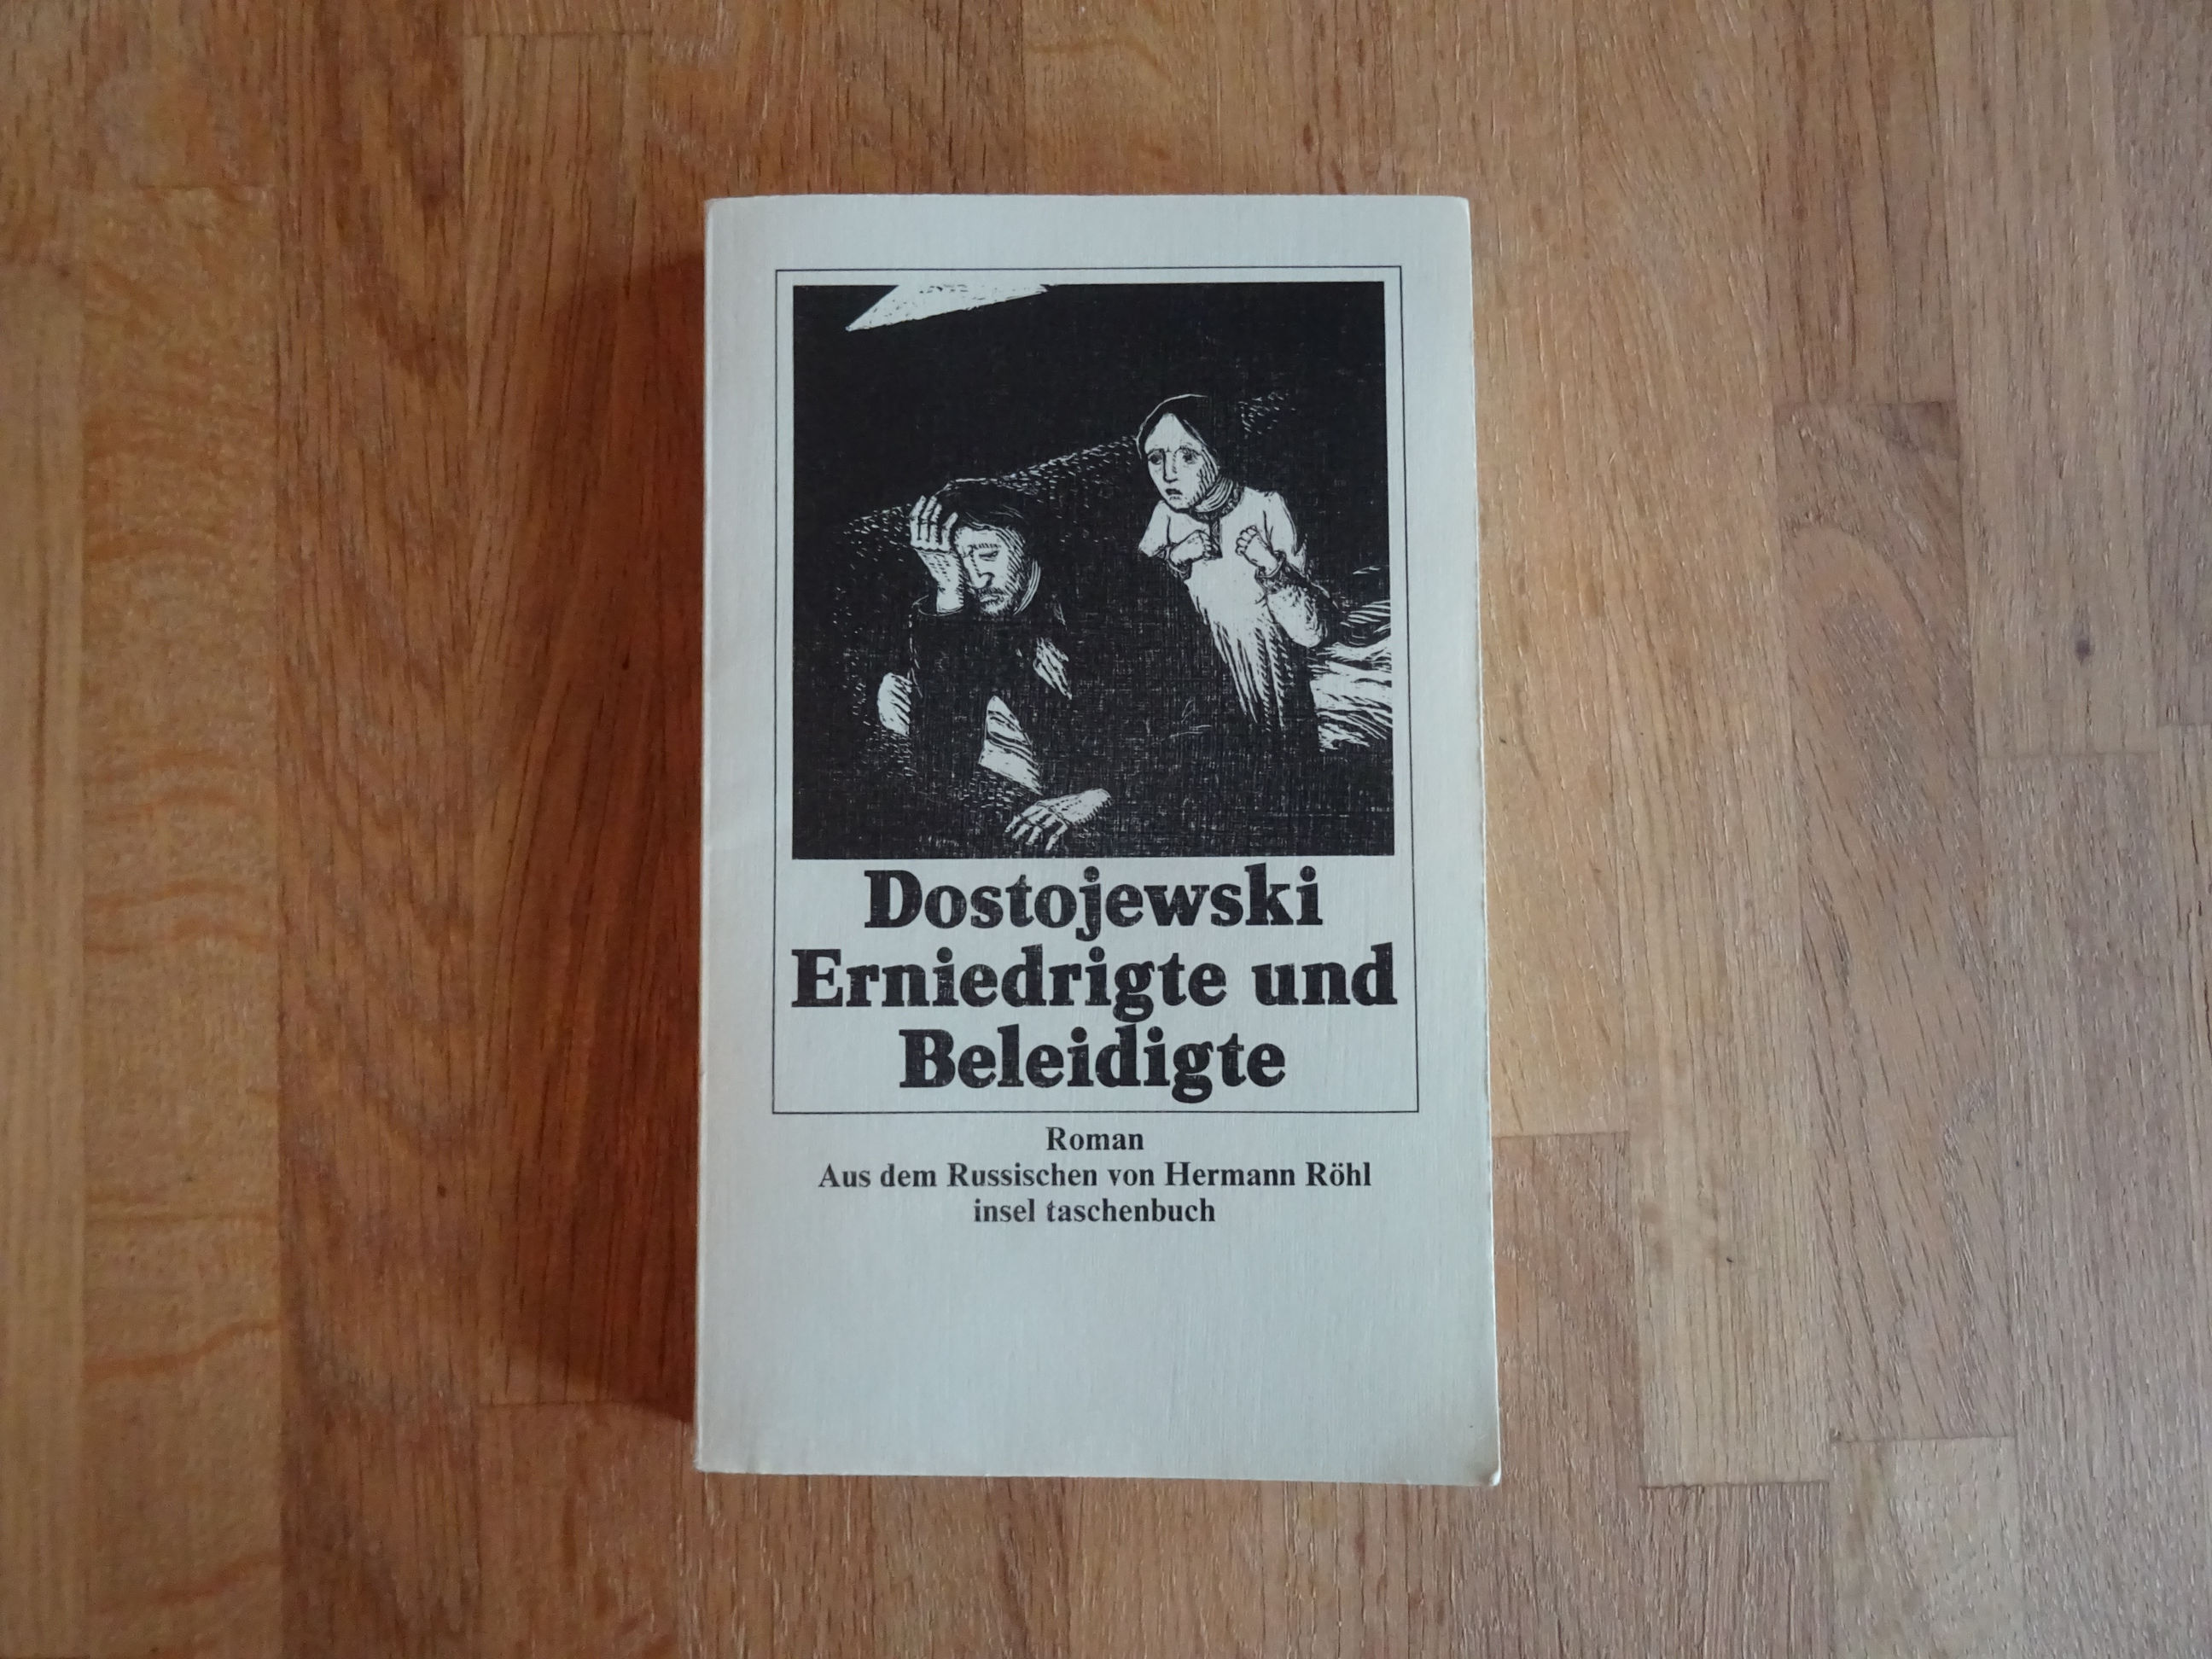 Dostojewski
Erniedrigte und
Beleidigte
Roman
Aus dem Russischen von Hermann Röhl
insel taschenbuch